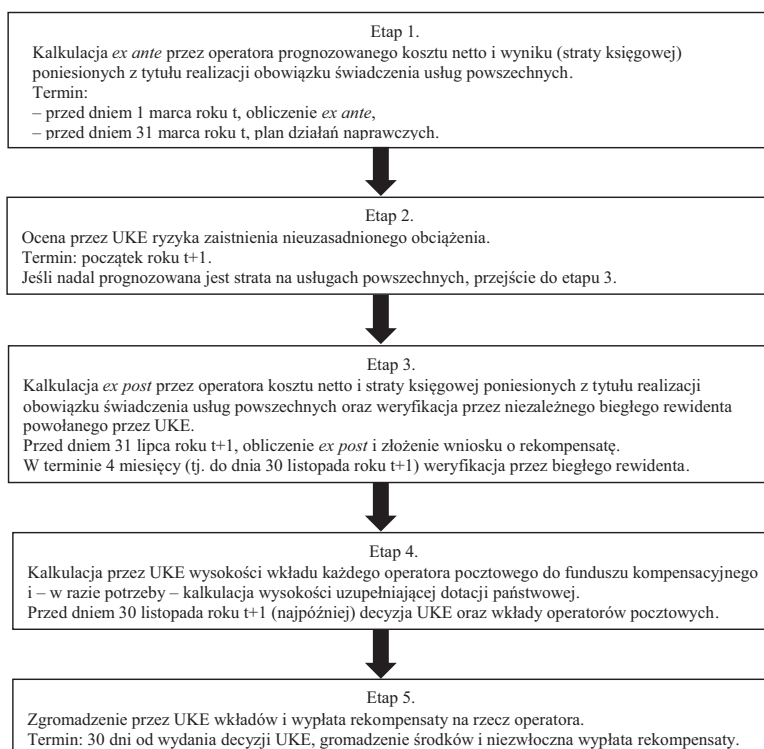 Etap 1.
Kalkulacja ex ante przez operatora prognozowanego kosztu netto i wyniku (straty księgowej)
poniesionych z tytułu realizacji obowiązku świadczenia usług powszechnych.
Termin:
– przed dniem 1 marca roku t, obliczenie ex ante,
– przed dniem 31 marca roku t, plan działań naprawczych.
Etap 2.
Ocena przez UKE ryzyka zaistnienia nieuzasadnionego obciążenia.
Termin: początek roku t+1.
Jeśli nadal prognozowana jest strata na usługach powszechnych, przejście do etapu 3.
Etap 3.
Kalkulacja ex post przez operatora kosztu netto i straty księgowej poniesionych z tytułu realizacji
obowiązku świadczenia usług powszechnych oraz weryfikacja przez niezależnego biegłego rewidenta
powołanego przez UKE.
Przed dniem 31 lipca roku t+1, obliczenie ex post i złożenie wniosku o rekompensatę.
W terminie 4 miesięcy (tj. do dnia 30 listopada roku t+1) weryfikacja przez biegłego rewidenta.
Etap 4.
Kalkulacja przez UKE wysokości wkładu każdego operatora pocztowego do funduszu kompensacyjnego
i – w razie potrzeby – kalkulacja wysokości uzupełniającej dotacji państwowej.
Przed dniem 30 listopada roku t+1 (najpóźniej) decyzja UKE oraz wkłady operatorów pocztowych.
Etap 5.
Zgromadzenie przez UKE wkładów i wypłata rekompensaty na rzecz operatora.
Termin: 30 dni od wydania decyzji UKE, gromadzenie środków i niezwłoczna wypłata rekompensaty.